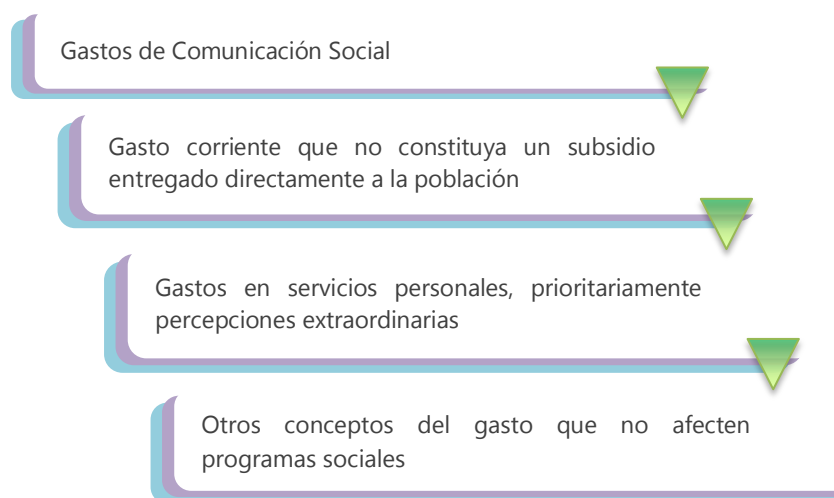 Gastos de Comunicación Social
Gasto corriente que no constituya un subsidio
entregado directamente a la población
Gastos en servicios personales, prioritariamente
percepciones extraordinarias
Otros conceptos del gasto que no afecten
programas sociales